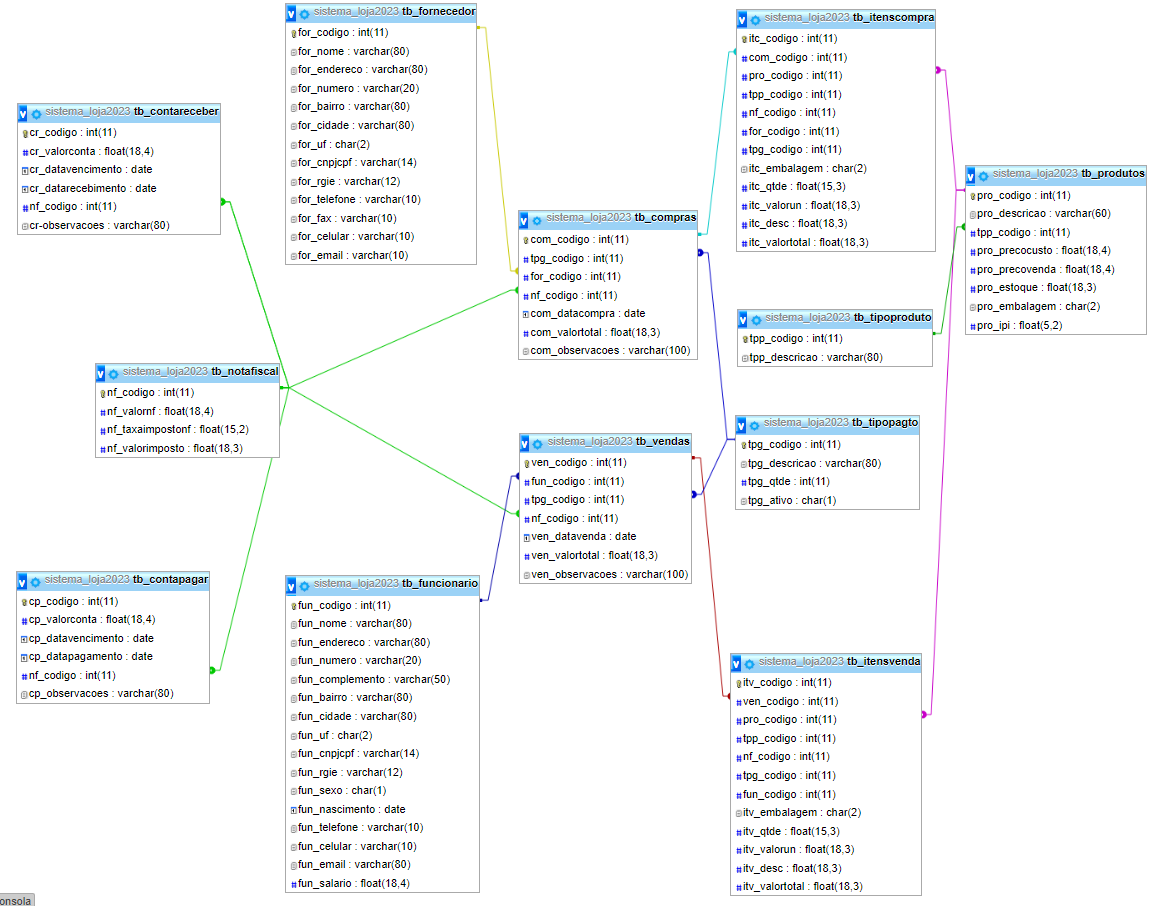 sistema_loja2023 tb_fornecedor
for_codigo : int(11)
for_nome : varchar(80)
for_endereco : varchar(80)
for_numero : varchar(20)
for_bairro : varchar(80)
for_cidade : varchar(80)
for_uf : char(2)
for_cnpjcpf : varchar(14)
for_rgie : varchar(12)
for_telefone : varchar(10)
for_fax : varchar(10)
for_celular : varchar(10)
for_email : varchar(10)
sistema_loja2023 tb_itenscompra
itc_codigo : int(11)
com_codigo : int(11)
pro_codigo : int(11)
tpp_codigo : int(11)
nf_codigo : int(11)
for_codigo : int(11)
tpg_codigo : int(11)
itc_embalagem : char(2)
itc_qtde : float(15,3)
itc_valorun : float(18,3)
itc_desc : float(18,3)
itc_valortotal : float(18,3)
sistema_loja2023 tb_contareceber
cr_codigo : int(11)
cr_valorconta : float(18,4)
cr_datavencimento : date
cr_datarecebimento : date
nf_codigo : int(11)
cr-observacoes : varchar(80)
sistema_loja2023 tb_produtos
pro_codigo : int(11)
pro_descricao : varchar(60)
tpp_codigo : int(11)
pro_precocusto : float(18,4)
pro_precovenda : float(18,4)
pro_estoque : float(18,3)
pro_embalagem : char(2)
pro_ipi : float(5,2)
sistema_loja2023 tb_compras
com_codigo : int(11)
tpg_codigo : int(11)
for_codigo : int(11)
nf_codigo : int(11)
com_datacompra : date
com_valortotal : float(18,3)
com_observacoes : varchar(100)
sistema_loja2023 tb_tipoproduto
tpp_codigo : int(11)
tpp_descricao : varchar(80)
sistema_loja2023 tb_notafiscal
nf_codigo : int(11)
nf_valornf : float(18,4)
nf_taxaimpostonf : float(15,2)
nf_valorimposto : float(18,3)
sistema_loja2023 tb_tipopagto
tpg_codigo : int(11)
tpg_descricao : varchar(80)
tpg_qtde : int(11)
tpg_ativo : char(1)
sistema_loja2023 tb_vendas
ven_codigo : int(11)
fun_codigo : int(11)
tpg_codigo : int(11)
nf_codigo : int(11)
ven_datavenda : date
ven_valortotal : float(18,3)
ven_observacoes : varchar(100)
sistema_loja2023 tb_contapagar
cp_codigo : int(11)
cp_valorconta : float(18,4)
cp_datavencimento : date
cp_datapagamento : date
nf_codigo : int(11)
cp_observacoes : varchar(80)
sistema_loja2023 tb_funcionario
fun_codigo : int(11)
fun_nome : varchar(80)
fun_endereco : varchar(80)
fun_numero : varchar(20)
fun_complemento : varchar(50)
fun_bairro : varchar(80)
fun_cidade : varchar(80)
fun_uf : char(2)
fun_cnpjcpf : varchar(14)
fun_rgie : varchar(12)
fun_sexo : char(1)
fun_nascimento : date
fun_telefone : varchar(10)
fun_celular : varchar(10)
fun_email : varchar(80)
fun_salario : float(18,4)
sistema_loja2023 tb_itensvenda
itv_codigo : int(11)
ven_codigo : int(11)
pro_codigo : int(11)
tpp_codigo : int(11)
nf_codigo : int(11)
tpg_codigo : int(11)
fun_codigo : int(11)
itv_embalagem : char(2)
itv_qtde : float(15,3)
itv_valorun : float(18,3)
itv_desc : float(18,3)
itv_valortotal : float(18,3)
onsola